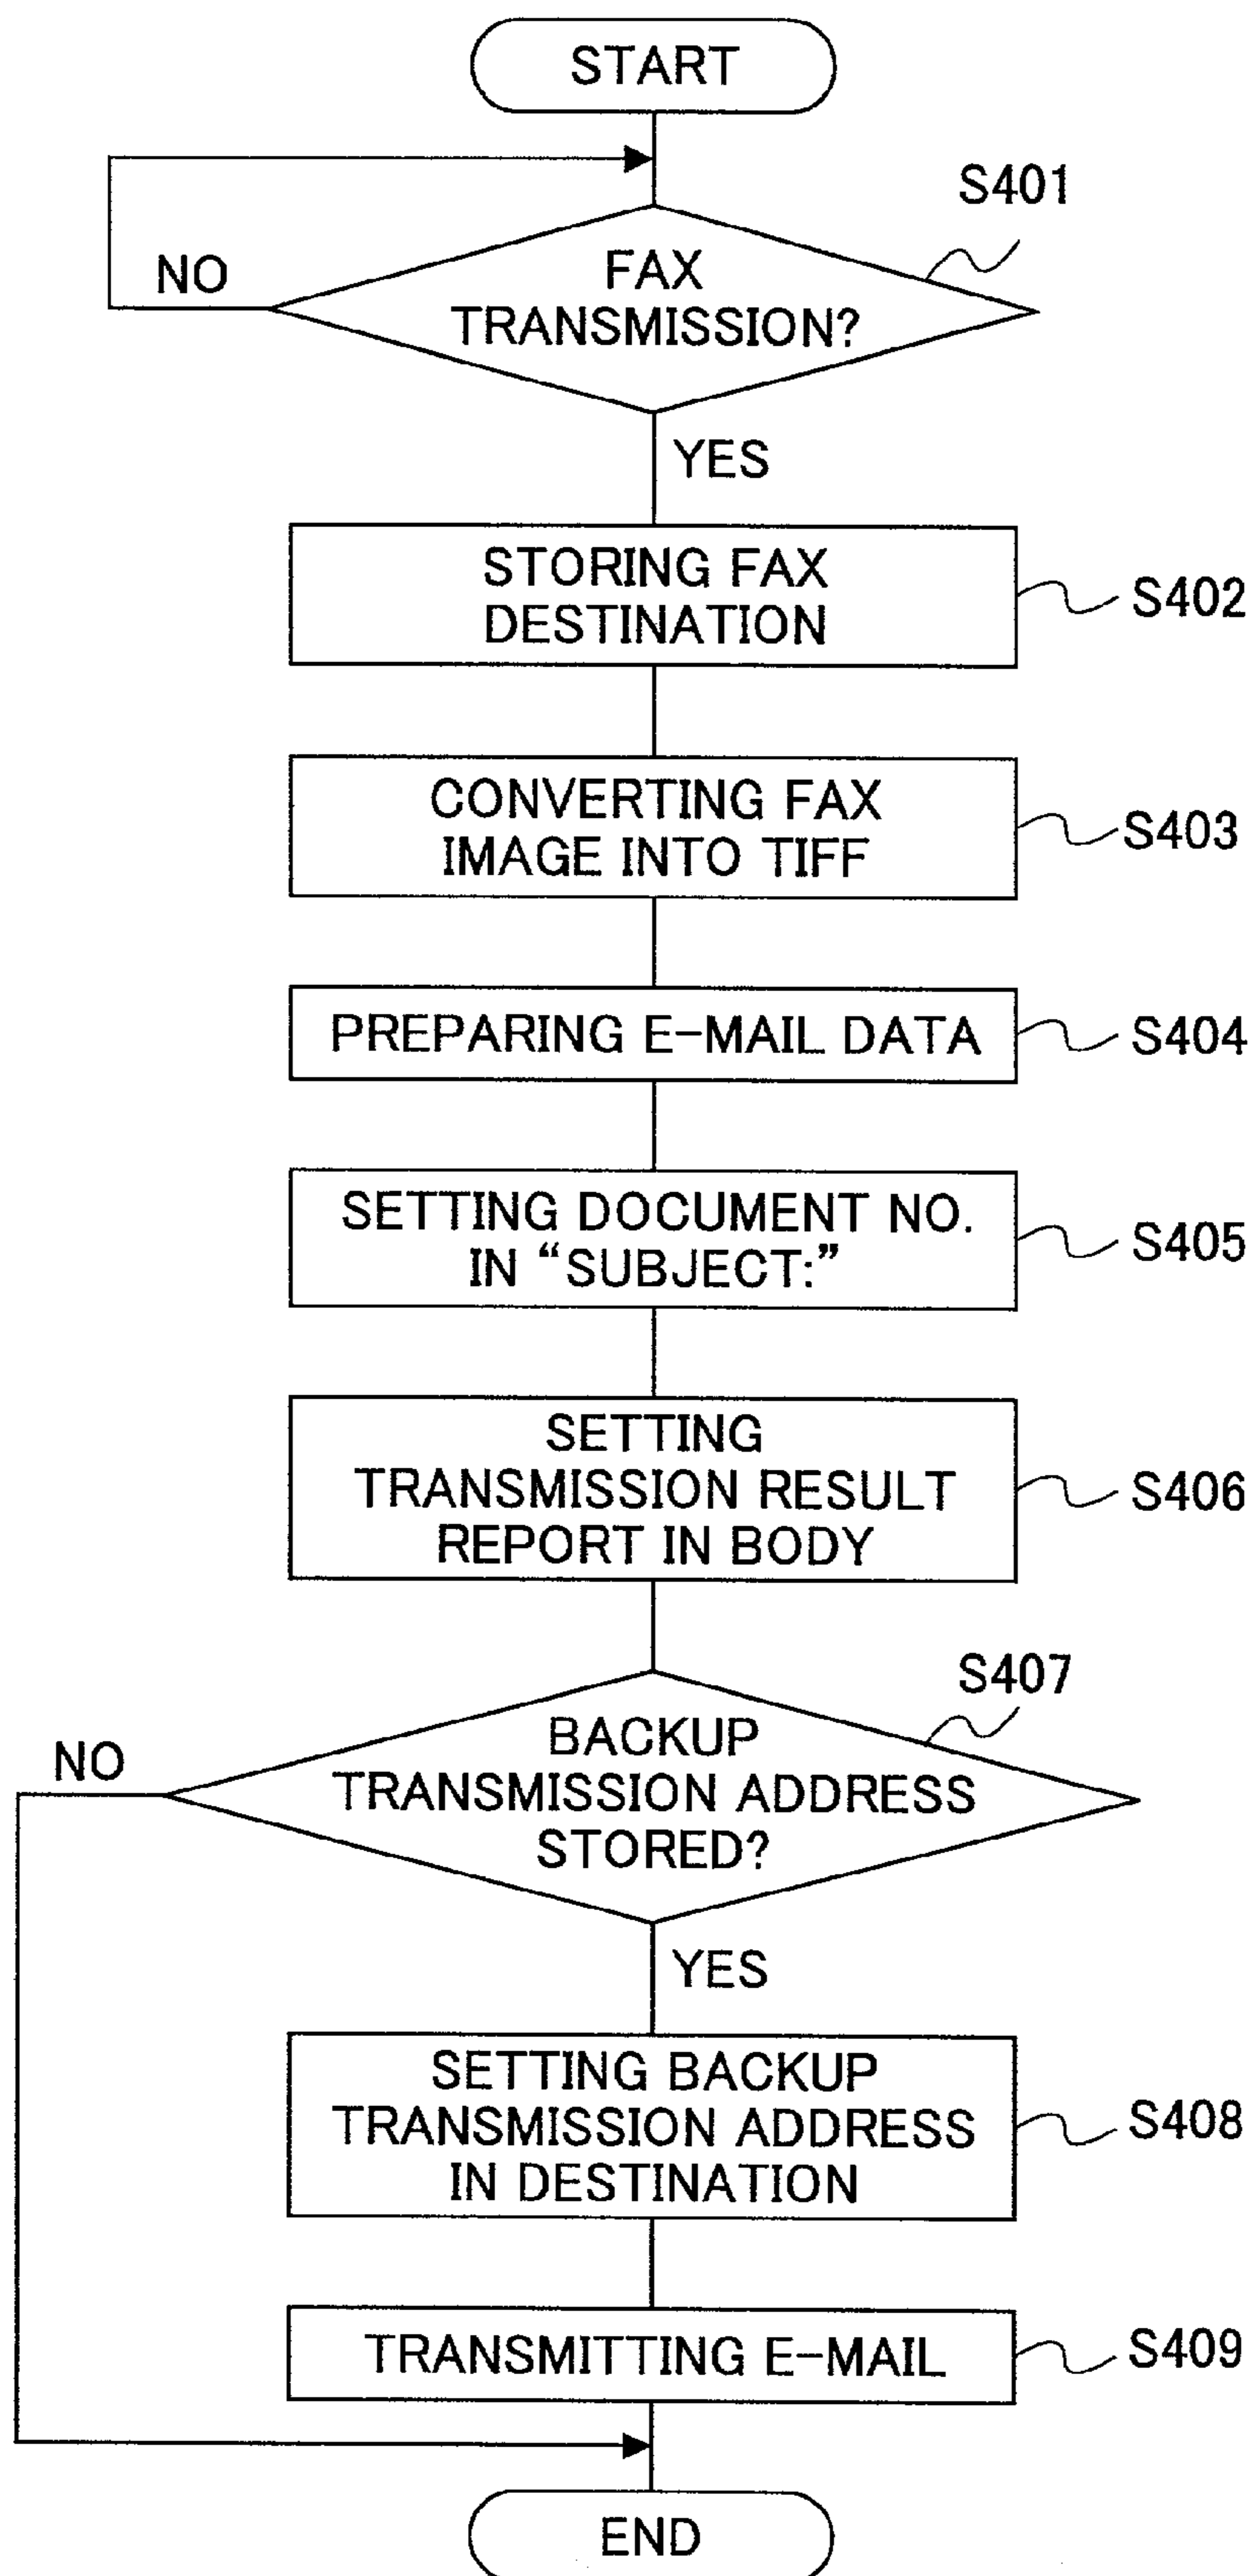 START
S401
NO
FAX
TRANSMISSION?
YES
STORING FAX
DESTINATION
S402
CONVERTING FAX
IMAGE INTO TIFF
S403
PREPARING E-MAIL DATA
S404
SETTING DOCUMENT NO.
IN “SUBJECT:”
S405
SETTING
TRANSMISSION RESULT
REPORT IN BODY
S406
S407
NO
BACKUP
TRANSMISSION ADDRESS
STORED?
YES
SETTING BACKUP
TRANSMISSION ADDRESS
IN DESTINATION
S408
TRANSMITTING E-MAIL
S409
END